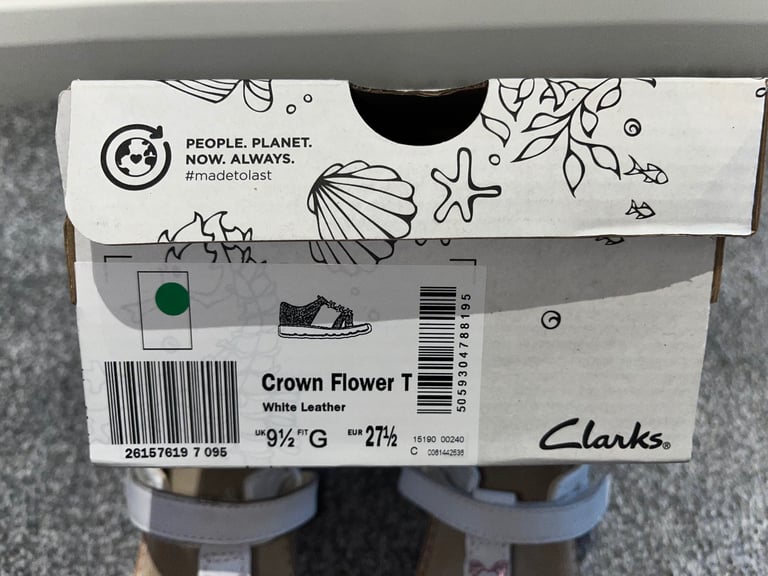 PEOPLE. PLANET.
NOW. ALWAYS.
#madetolast
Crown Flower T
White Leather
UK 9½ FIT G EUR 27½
26157619 7 095
5059304788195
15190 00240
C 0081442636
Clarks®